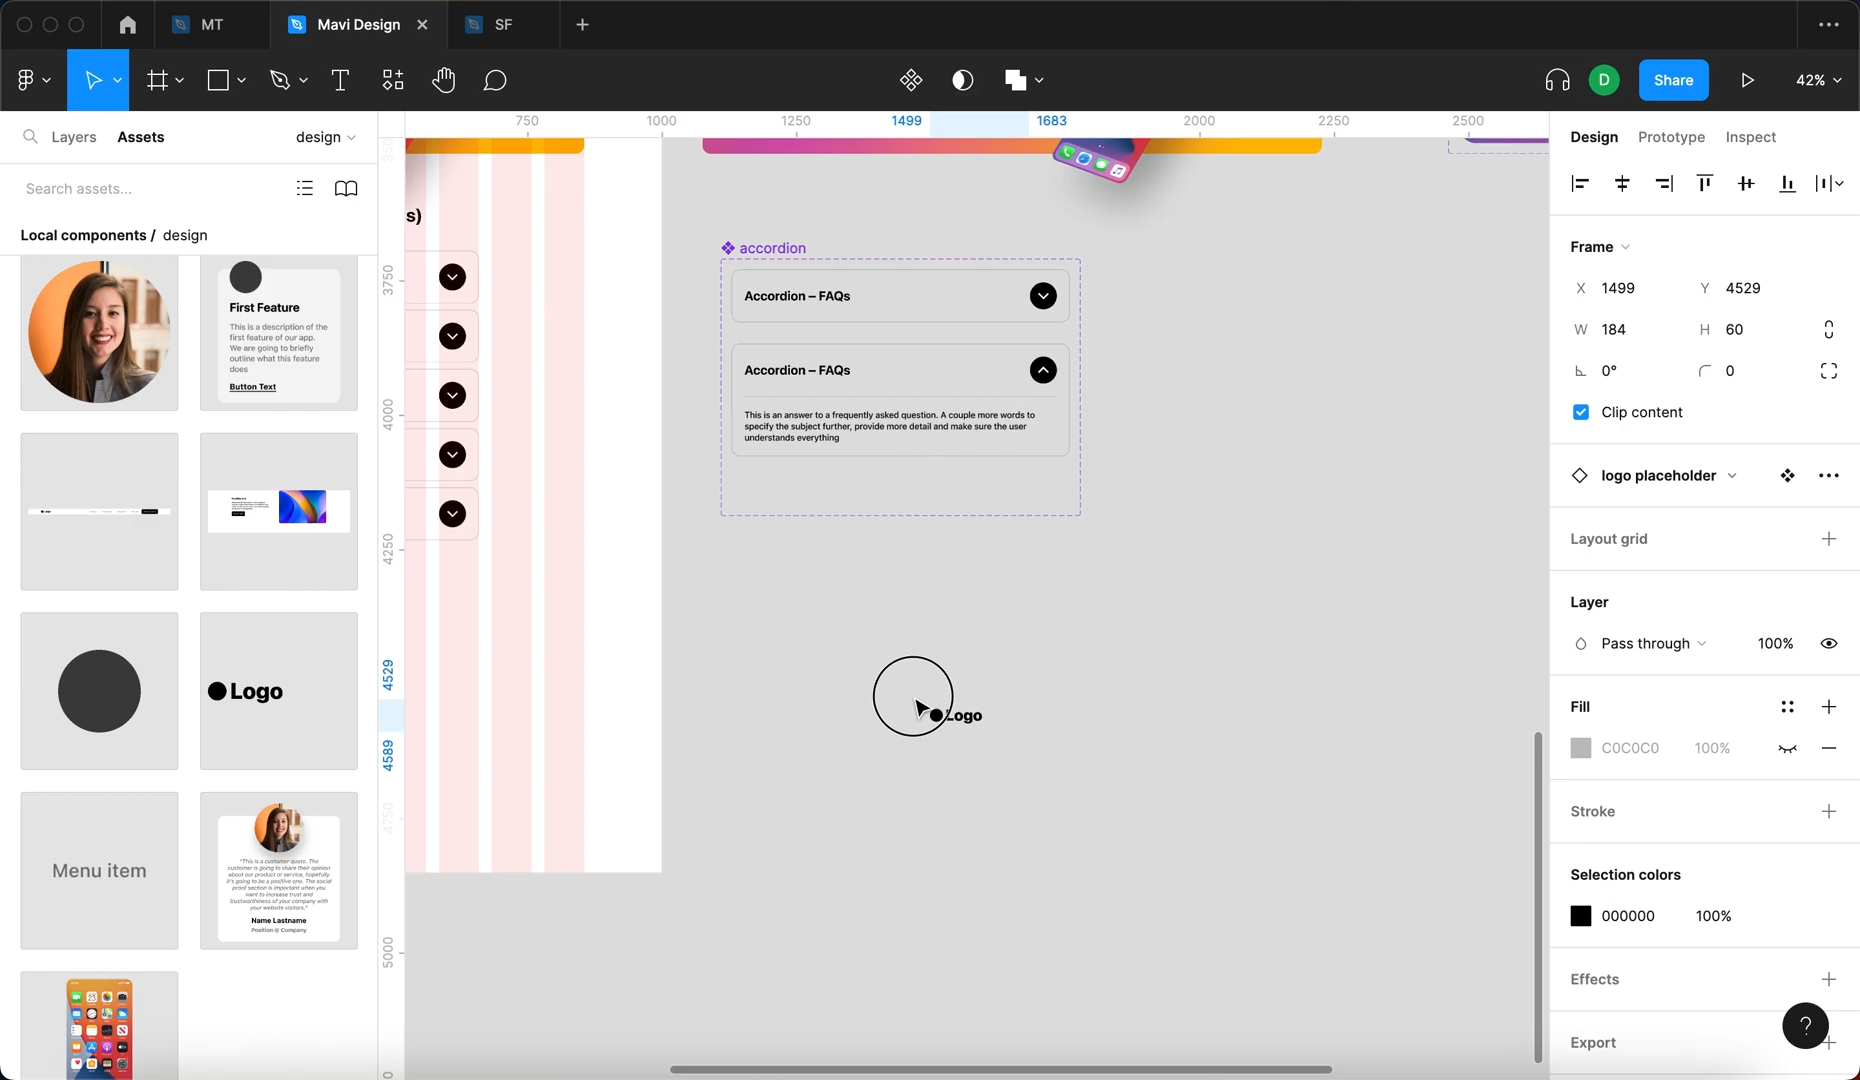 MT
Mavi Design
SF
D
Share
42%
Layers
Assets
design
750
1000
1250
1499
1683
2000
2250
2500
Design
Prototype
Inspect
Search assets...
Local components / design
s)
accordion
Accordion – FAQs
Accordion – FAQs
This is an answer to a frequently asked question. A couple more words to
specify the subject further, provide more detail and make sure the user
understands everything
First Feature
This is a description of the
first feature of our app.
We are going to briefly
outline what this feature
does
Button Text
Logo
Menu item
"This is a customer quote. The
customer is going to share their opinion
about our product or service, hopefully
it's going to be a positive one. The social
proof section is important when you
want to increase trust and
trustworthiness of your company with
your website visitors."
Name Lastname
Position @ Company
3750
4000
4250
4529
4589
4750
5000
Logo
Frame
X 1499
Y 4529
W 184
H 60
0°
0
Clip content
logo placeholder
Layout grid
Layer
Pass through
100%
Fill
C0C0C0
100%
Stroke
Selection colors
000000
100%
Effects
Export
?